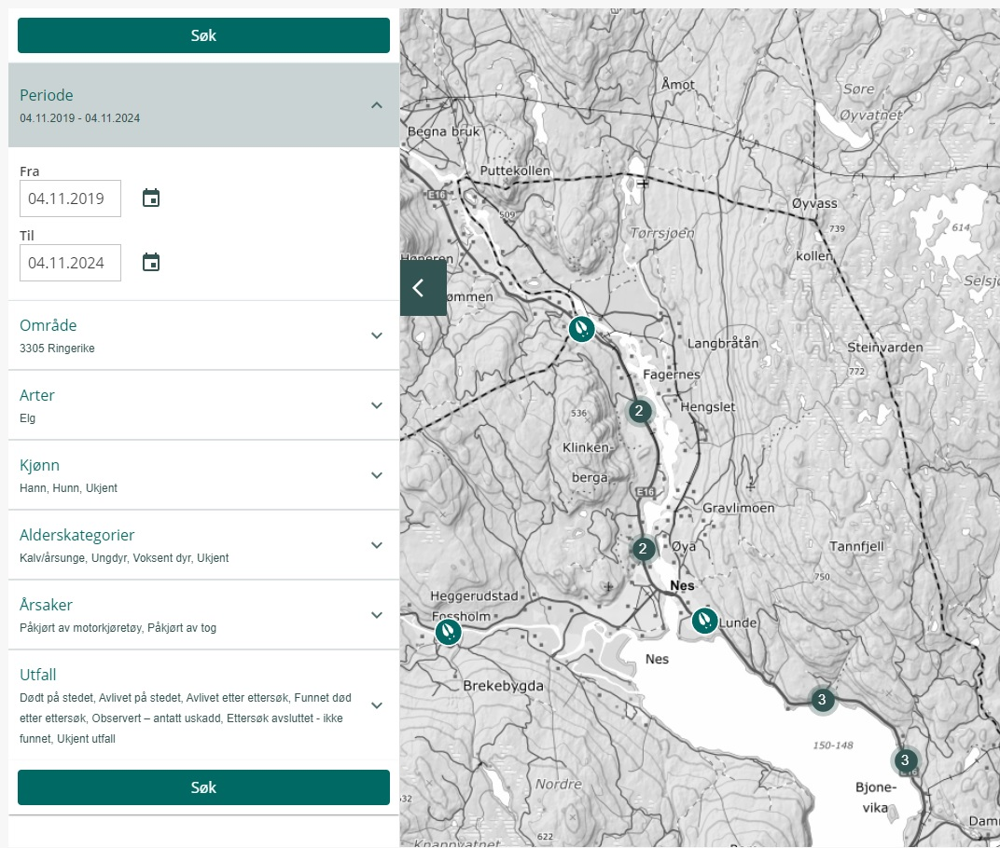 Søk
Periode
04.11.2019 - 04.11.2024
Fra
04.11.2019
Til
04.11.2024
Område
3305 Ringerike
Arter
Elg
Kjønn
Hann, Hunn, Ukjent
Alderskategorier
Kalv/årsunge, Ungdyr, Voksent dyr, Ukjent
Årsaker
Påkjørt av motorkjøretøy, Påkjørt av tog
Utfall
Dødt på stedet, Avlivet på stedet, Avlivet etter ettersøk, Funnet død
etter ettersøk, Observert – antatt uskadd, Ettersøk avsluttet - ikke
funnet, Ukjent utfall
Søk
Åmot
Søre
Øyvatnet
Begna bruk
Puttekollen
E16
509
Øyvass
kollen
739
614
Tørrsjøen
Selsjø
ømmen
Langbråtån
Steinvarden
772
Fagernes
2
Hengslet
536
Klinken-
berga
E16
Gravlimoen
2
Øya
Tannfjell
750
Nes
Heggerudstad
Fossholm
Lunde
Nes
Brekebygda
3
150-148
3
E16
Bjone-
vika
Nordre
632
622
Knappvatnet